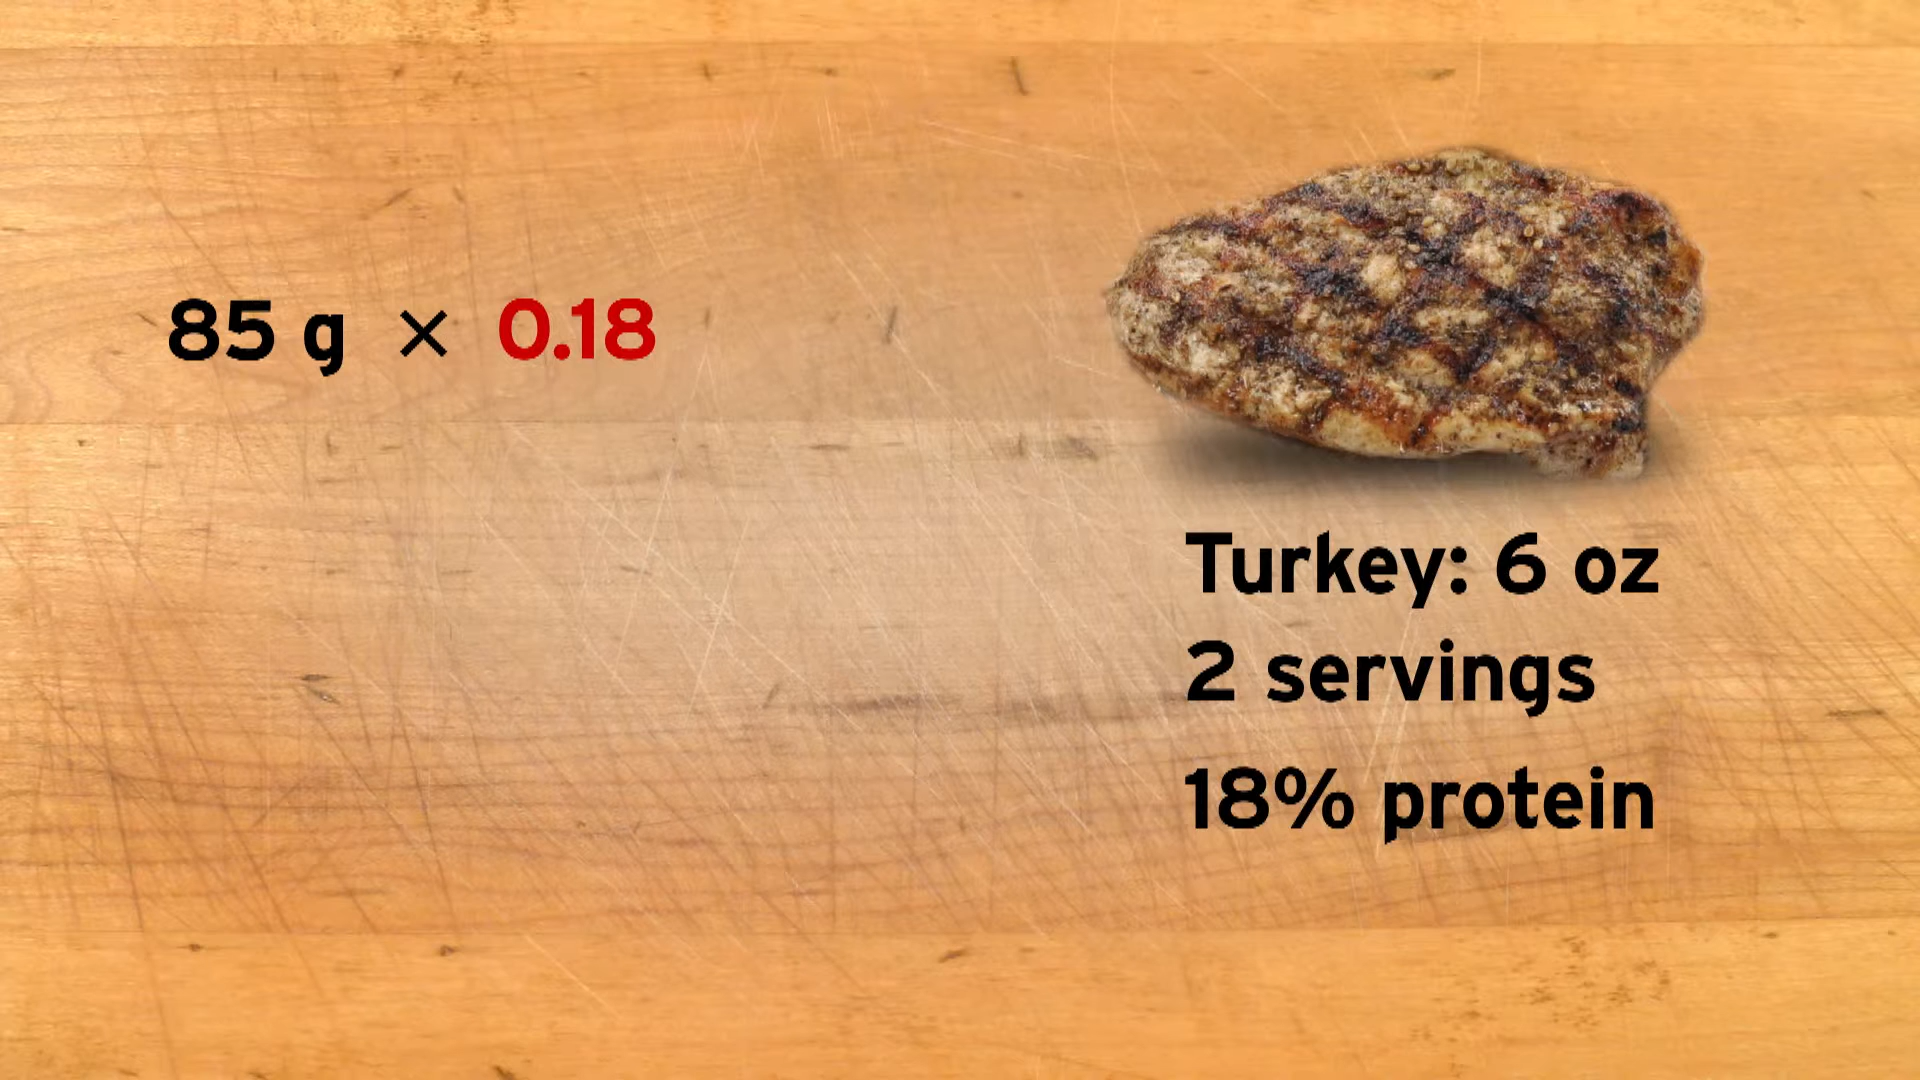 85 g × 0.18
Turkey: 6 oz
2 servings
18% protein